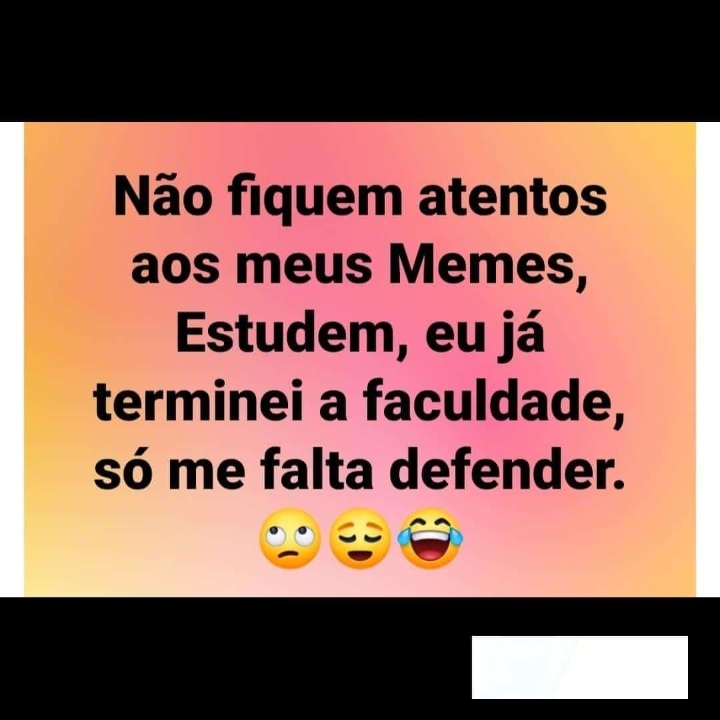 Não fiquem atentos
aos meus Memes,
Estudem, eu já
terminei a faculdade,
só me falta defender.
🙄😌😂